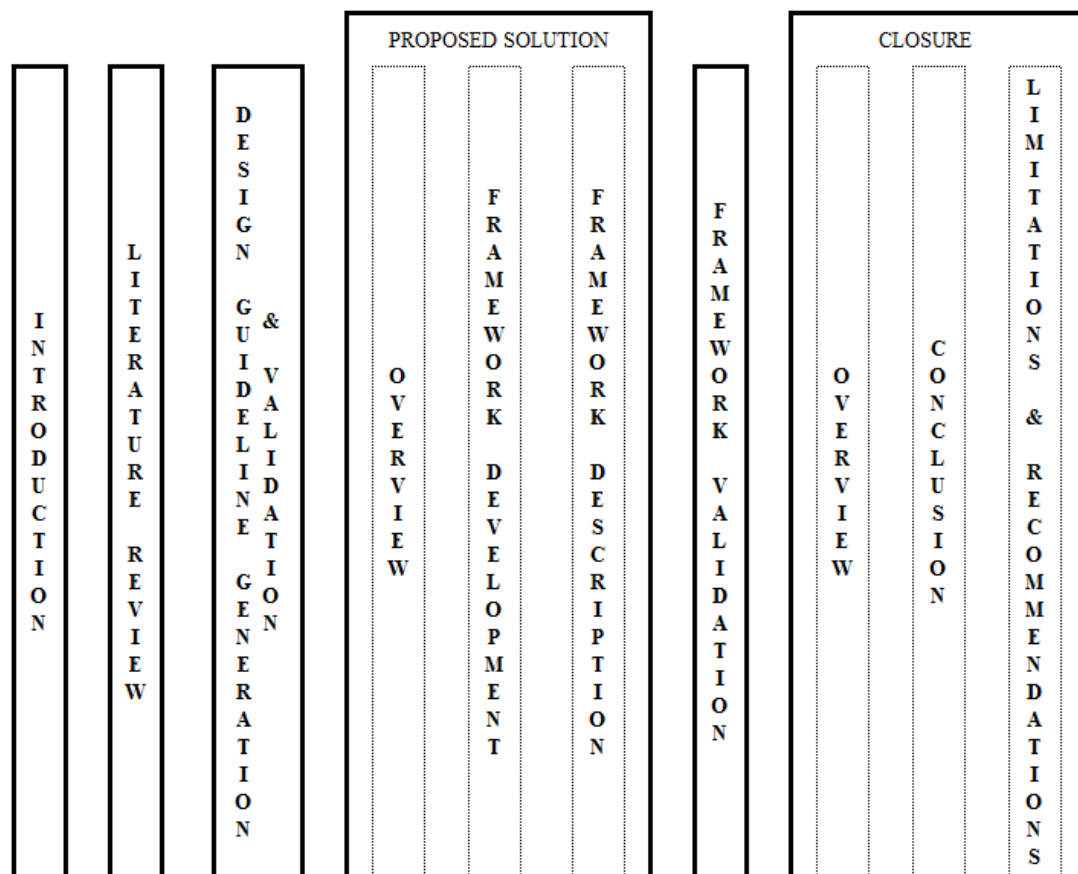 INTRODUCTION
LITERATURE REVIEW
DESIGN GUIDELINE GENERATION
& VALIDATION
PROPOSED SOLUTION
OVERVIEW
FRAMEWORK DEVELOPMENT
FRAMEWORK DESCRIPTION
FRAMEWORK VALIDATION
CLOSURE
OVERVIEW
CONCLUSION
LIMITATIONS & RECOMMENDATIONS